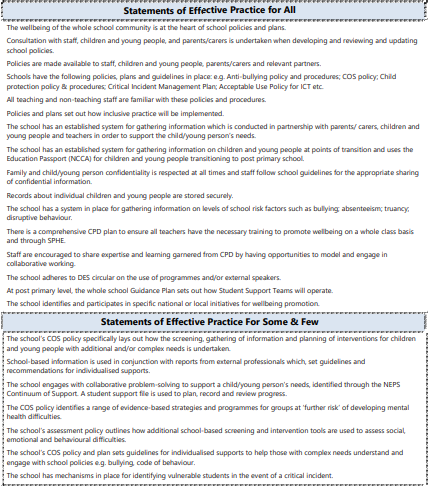 Statements of Effective Practice for All
The wellbeing of the whole school community is at the heart of school policies and plans.
Consultation with staff, children and young people, and parents/carers is undertaken when developing and reviewing and updating
school policies.
Policies are made available to staff, children and young people, parents/carers and relevant partners.
Schools have the following policies, plans and guidelines in place: e.g. Anti-bullying policy and procedures; COS policy; Child
protection policy & procedures; Critical Incident Management Plan; Acceptable Use Policy for ICT etc.
All teaching and non-teaching staff are familiar with these policies and procedures.
Policies and plans set out how inclusive practice will be implemented.
The school has an established system for gathering information which is conducted in partnership with parents/ carers, children and
young people and teachers in order to support the child/young person's needs.
The school has an established system for gathering information on children and young people at points of transition and uses the
Education Passport (NCCA) for children and young people transitioning to post primary school.
Family and child/young person confidentiality is respected at all times and staff follow school guidelines for the appropriate sharing
of confidential information.
Records about individual children and young people are stored securely.
The school has a system in place for gathering information on levels of school risk factors such as bullying; absenteeism; truancy;
disruptive behaviour.
There is a comprehensive CPD plan to ensure all teachers have the necessary training to promote wellbeing on a whole class basis
and through SPHE.
Staff are encouraged to share expertise and learning garnered from CPD by having opportunities to model and engage in
collaborative working.
The school adheres to DES circular on the use of programmes and/or external speakers.
At post primary level, the whole school Guidance Plan sets out how Student Support Teams will operate.
The school identifies and participates in specific national or local initiatives for wellbeing promotion.
Statements of Effective Practice For Some & Few
The school's COS policy specifically lays out how the screening, gathering of information and planning of interventions for children
and young people with additional and/or complex needs is undertaken.
School-based information is used in conjunction with reports from external professionals which, set guidelines and
recommendations for individualised supports.
The school engages with collaborative problem-solving to support a child/young person's needs, identified through the NEPS
Continuum of Support. A student support file is used to plan, record and review progress.
The COS policy identifies a range of evidence-based strategies and programmes for groups at 'further risk' of developing mental
health difficulties.
The school's assessment policy outlines how additional school-based screening and intervention tools are used to assess social,
emotional and behavioural difficulties.
The school's COS policy and plan sets guidelines for individualised supports to help those with complex needs understand and
engage with school policies e.g. bullying, code of behaviour.
The school has mechanisms in place for identifying vulnerable students in the event of a critical incident.